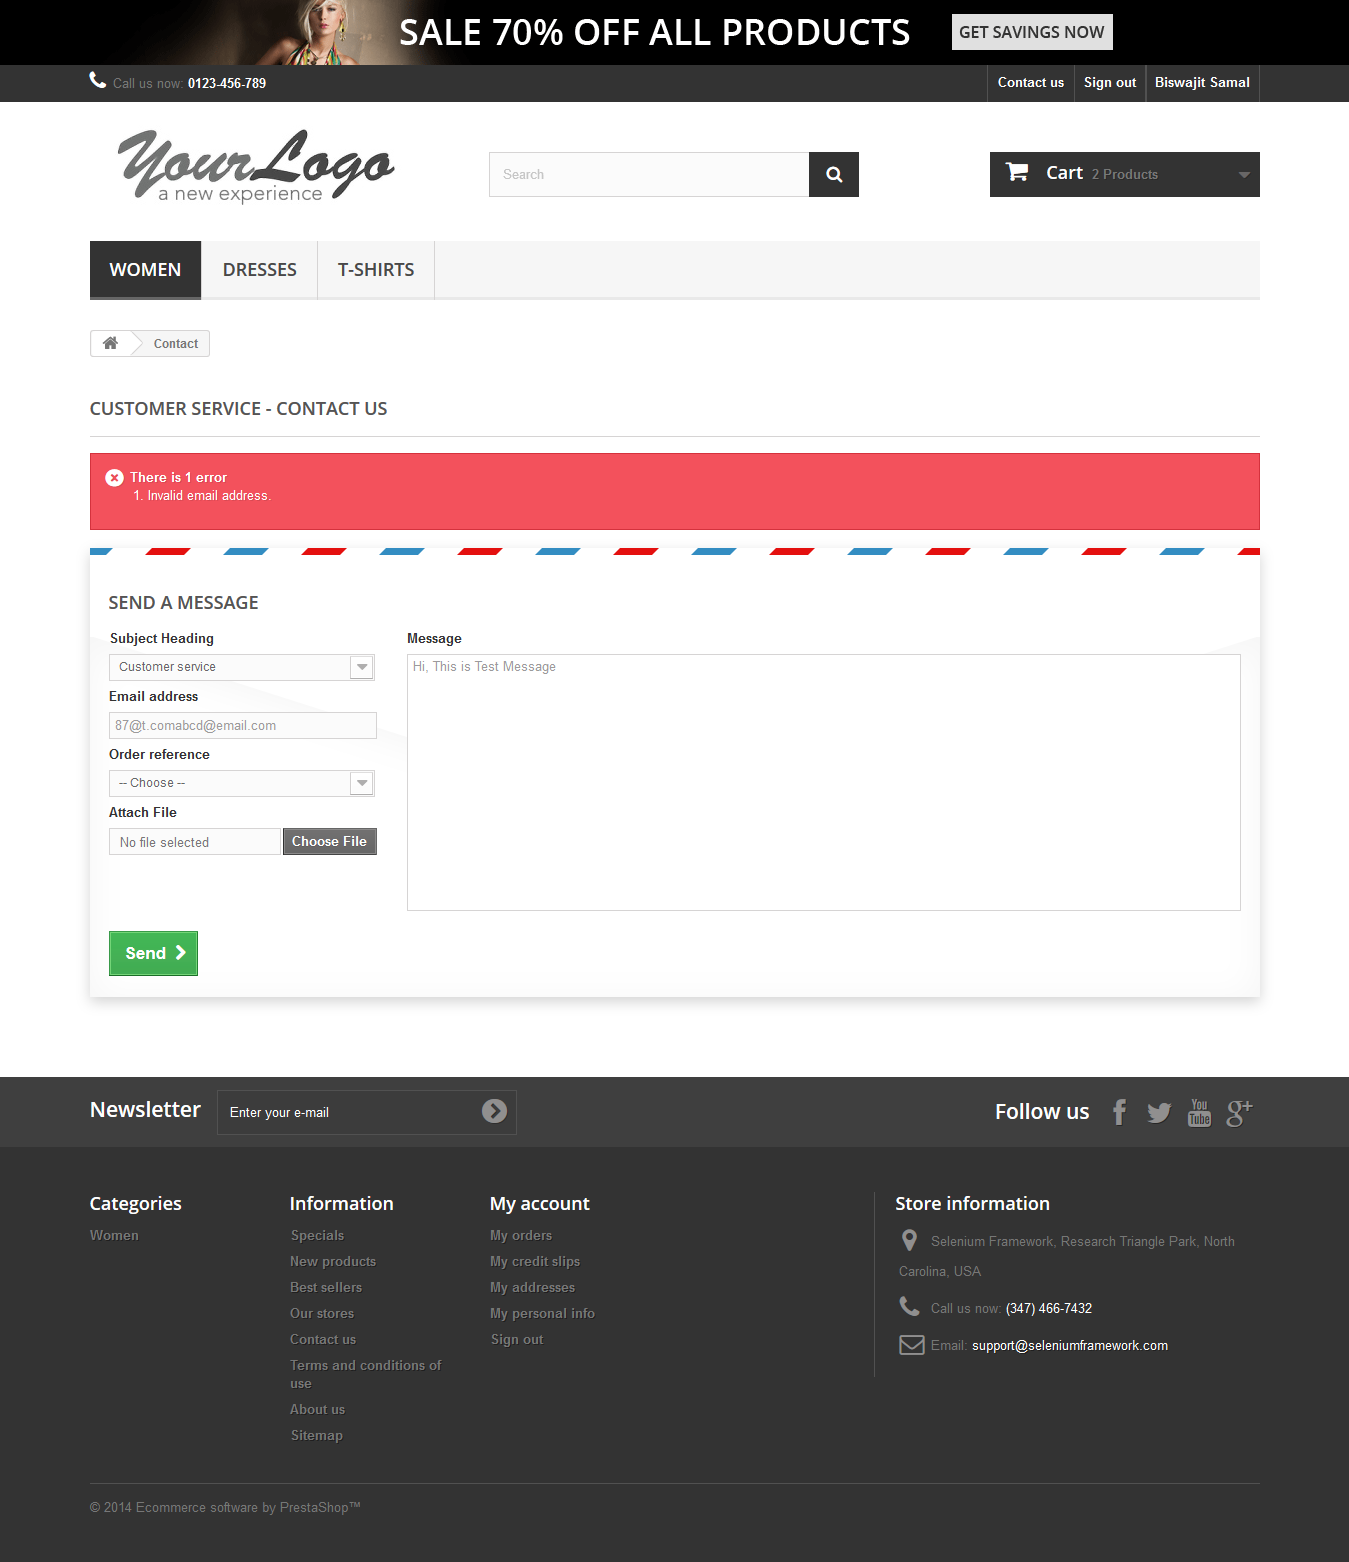 SALE 70% OFF ALL PRODUCTS
GET SAVINGS NOW
Call us now: 0123-456-789
Contact us
Sign out
Biswajit Samal
YourLogo
a new experience
Search
Cart 2 Products
WOMEN
DRESSES
T-SHIRTS
Contact
CUSTOMER SERVICE - CONTACT US
There is 1 error
1. Invalid email address.
SEND A MESSAGE
Subject Heading
Customer service
Email address
87@t.comabcd@email.com
Order reference
-- Choose --
Attach File
No file selected
Choose File
Message
Hi, This is Test Message
Send
Newsletter
Enter your e-mail
Follow us
f
You
Tube
g+
Categories
Women
Information
Specials
New products
Best sellers
Our stores
Contact us
Terms and conditions of
use
About us
Sitemap
My account
My orders
My credit slips
My addresses
My personal info
Sign out
Store information
Selenium Framework, Research Triangle Park, North
Carolina, USA
Call us now: (347) 466-7432
Email: support@seleniumframework.com
© 2014 Ecommerce software by PrestaShop™